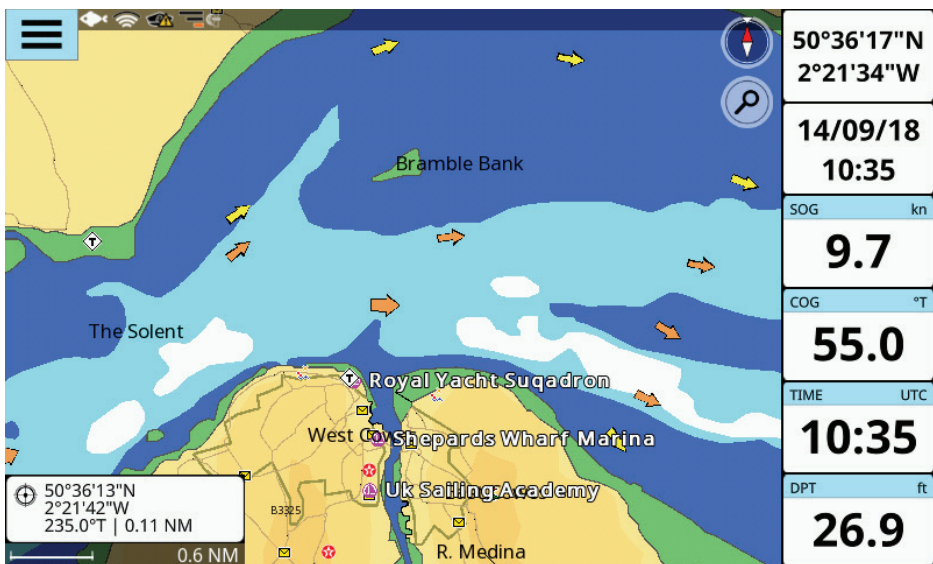 50°36'17"N
2°21'34"W
14/09/18
10:35
SOG kn
9.7
COG °T
55.0
TIME UTC
10:35
DPT ft
26.9
Bramble Bank
T
The Solent
T
Royal Yacht Suqadron
West Cow
Shepards Wharf Marina
Uk Sailing Academy
B3325
R. Medina
50°36'13"N
2°21'42"W
235.0°T | 0.11 NM
0.6 NM